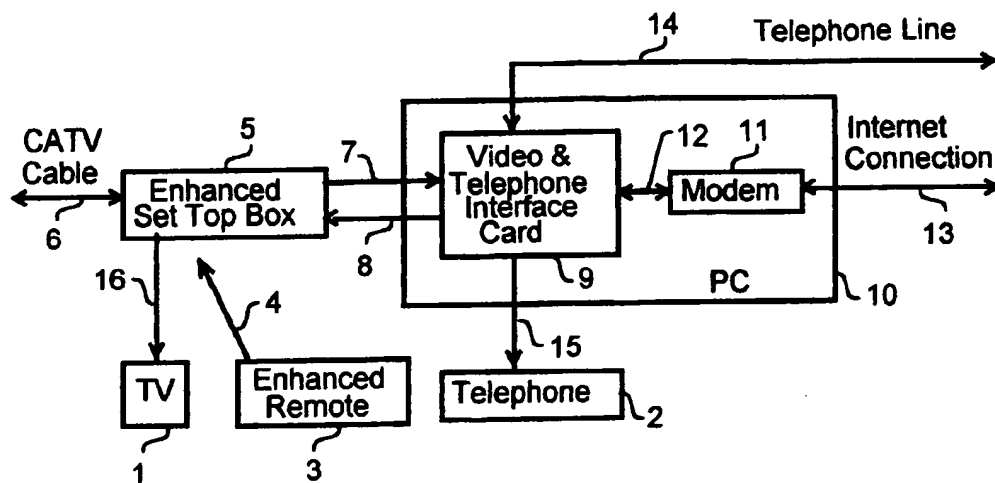 14
Telephone Line
CATV
Cable
6
5
Enhanced
Set Top Box
7
8
Video &
Telephone
Interface
Card
9
12
11
Modem
Internet
Connection
13
PC
10
16
4
15
TV
1
Enhanced
Remote
3
Telephone
2